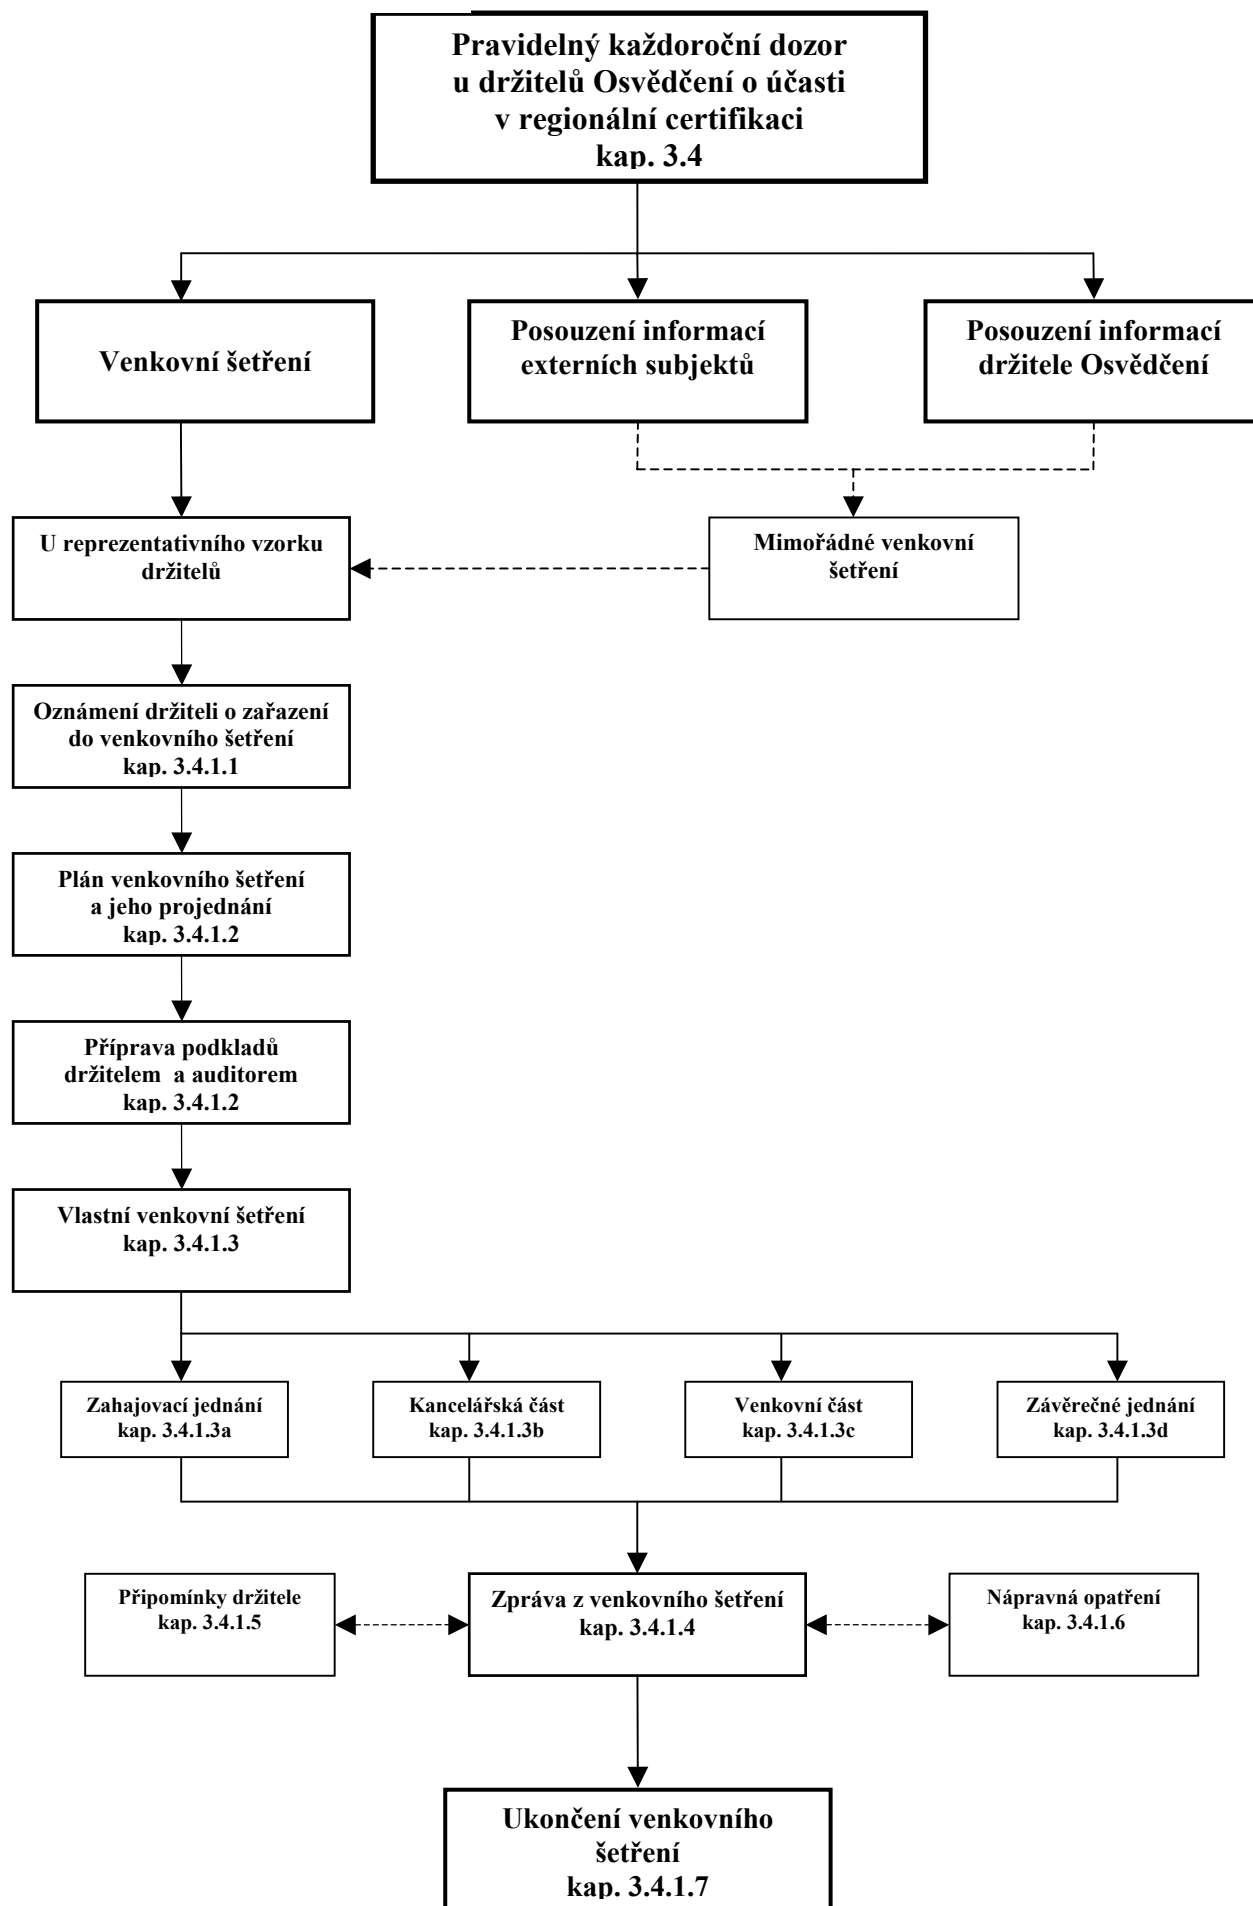 Pravidelný každoroční dozor
u držitelů Osvědčení o účasti
v regionální certifikaci
kap. 3.4
Venkovní šetření
Posouzení informací
externích subjektů
Posouzení informací
držitele Osvědčení
U reprezentativního vzorku
držitelů
Mimořádné venkovní
šetření
Oznámení držiteli o zařazení
do venkovního šetření
kap. 3.4.1.1
Plán venkovního šetření
a jeho projednání
kap. 3.4.1.2
Příprava podkladů
držitelem a auditorem
kap. 3.4.1.2
Vlastní venkovní šetření
kap. 3.4.1.3
Zahajovací jednání
kap. 3.4.1.3a
Kancelářská část
kap. 3.4.1.3b
Venkovní část
kap. 3.4.1.3c
Závěrečné jednání
kap. 3.4.1.3d
Připomínky držitele
kap. 3.4.1.5
Zpráva z venkovního šetření
kap. 3.4.1.4
Nápravná opatření
kap. 3.4.1.6
Ukončení venkovního
šetření
kap. 3.4.1.7